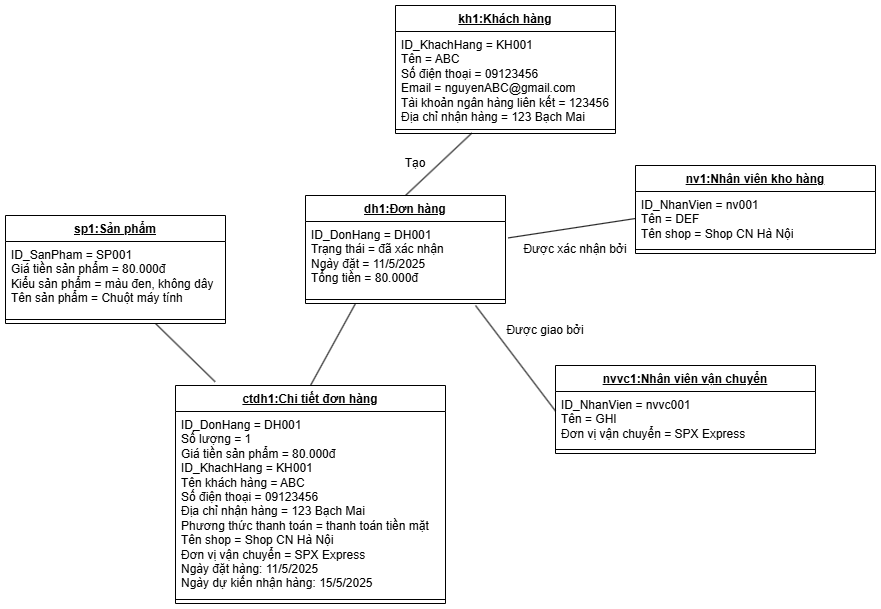 kh1:Khách hàng
ID_KhachHang = KH001
Tên = ABC
Số điện thoại = 09123456
Email = nguyenABC@gmail.com
Tài khoản ngân hàng liên kết = 123456
Địa chỉ nhận hàng = 123 Bạch Mai
Tạo
nv1:Nhân viên kho hàng
ID_NhanVien = nv001
Tên = DEF
Tên shop = Shop CN Hà Nội
dh1:Đơn hàng
ID_DonHang = DH001
Trạng thái = đã xác nhận
Ngày đặt = 11/5/2025
Tổng tiền = 80.000đ
Được xác nhận bởi
sp1:Sản phẩm
ID_SanPham = SP001
Giá tiền sản phẩm = 80.000đ
Kiểu sản phẩm = màu đen, không dây
Tên sản phẩm = Chuột máy tính
Được giao bởi
nvvc1:Nhân viên vận chuyển
ID_NhanVien = nvvc001
Tên = GHI
Đơn vị vận chuyển = SPX Express
ctdh1:Chi tiết đơn hàng
ID_DonHang = DH001
Số lượng = 1
Giá tiền sản phẩm = 80.000đ
ID_KhachHang = KH001
Tên khách hàng = ABC
Số điện thoại = 09123456
Địa chỉ nhận hàng = 123 Bạch Mai
Phương thức thanh toán = thanh toán tiền mặt
Tên shop = Shop CN Hà Nội
Đơn vị vận chuyển = SPX Express
Ngày đặt hàng: 11/5/2025
Ngày dự kiến nhận hàng: 15/5/2025